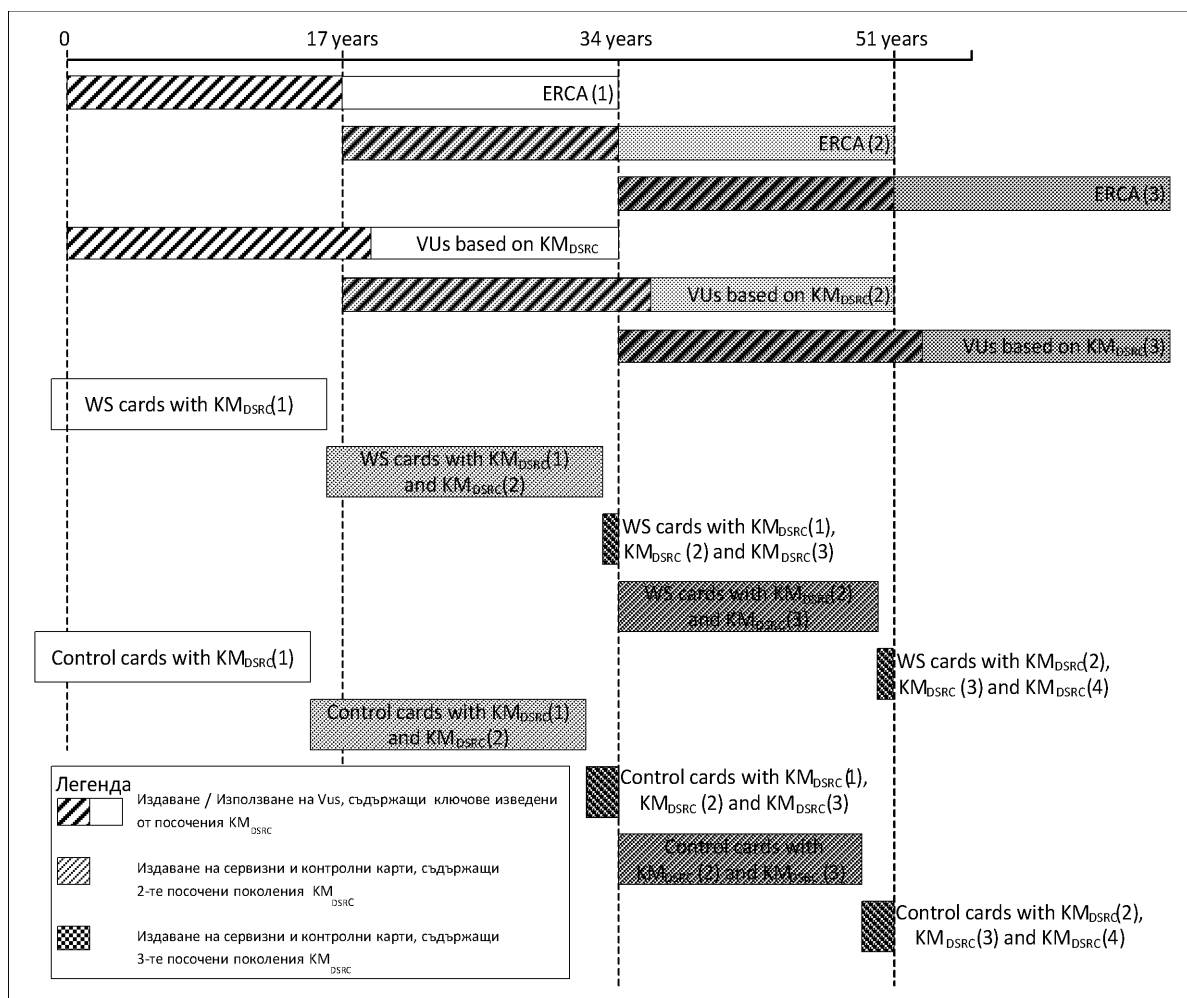 0 17 years 34 years 51 years
ERCA (1)
ERCA (2)
ERCA (3)
VUs based on KMDSRC
VUs based on KMDSRC(2)
VUs based on KMDSRC(3)
WS cards with KMDSRC(1)
WS cards with KMDSRC(1)
and KMDSRC(2)
WS cards with KMDSRC(1),
KMDSRC (2) and KMDSRC(3)
WS cards with KMDSRC(2)
and KMDSRC(3)
Control cards with KMDSRC(1)
WS cards with KMDSRC(2),
KMDSRC (3) and KMDSRC(4)
Control cards with KMDSRC(1)
and KMDSRC(2)
Control cards with KMDSRC(1),
KMDSRC (2) and KMDSRC(3)
Control cards with
KMDSRC (2) and KMDSRC (3)
Control cards with KMDSRC(2),
KMDSRC(3) and KMDSRC(4)
Легенда
Издаване / Използване на Vus, съдържащи ключове изведени
от посочения KMDSRC
Издаване на сервизни и контролни карти, съдържащи
2-те посочени поколения KMDSRC
Издаване на сервизни и контролни карти, съдържащи
3-те посочени поколения KMDSRC